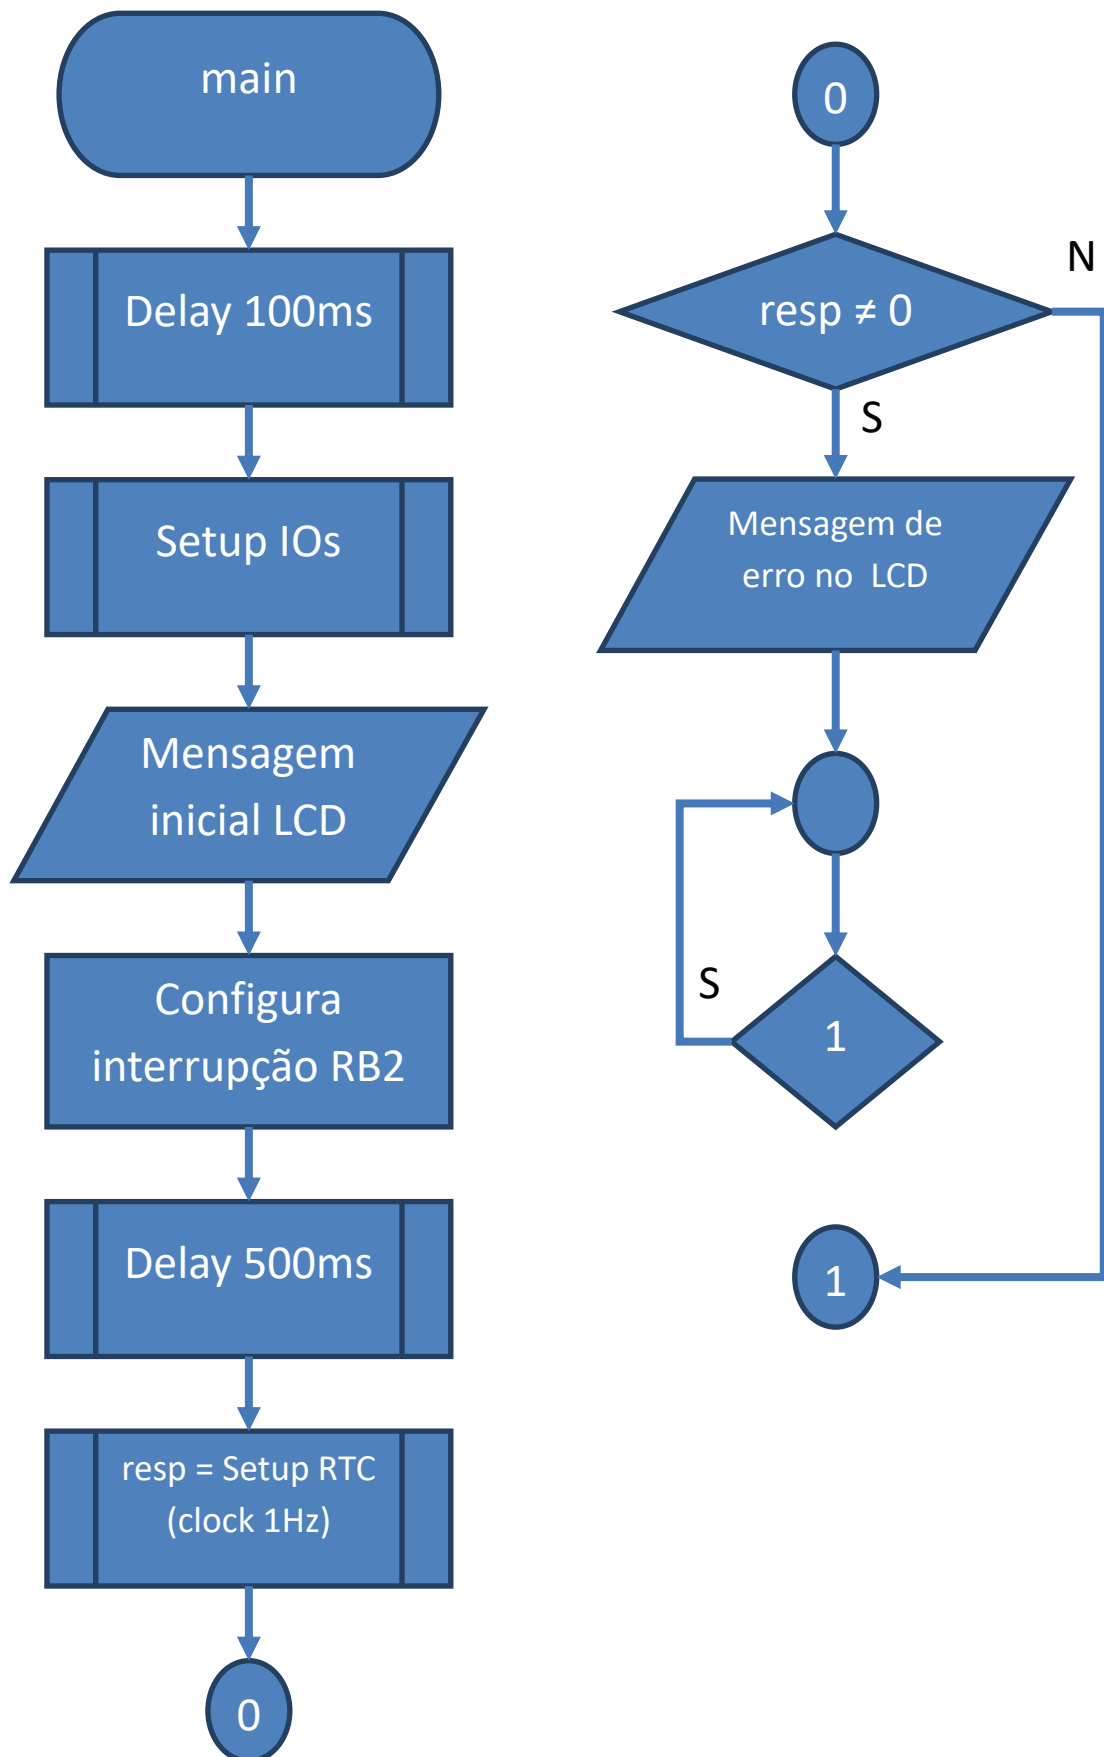 main
Delay 100ms
Setup IOs
Mensagem
inicial LCD
Configura
interrupção RB2
Delay 500ms
resp = Setup RTC
(clock 1Hz)
0
0
resp ≠ 0
N
S
Mensagem de
erro no LCD
S
1
1